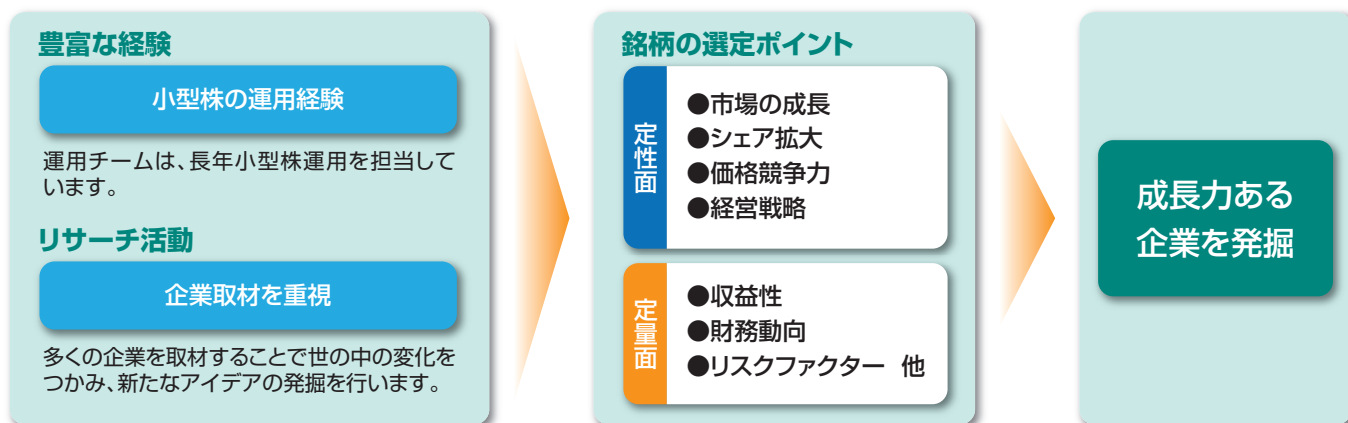 豊富な経験
小型株の運用経験
運用チームは、長年小型株運用を担当して
います。
リサーチ活動
企業取材を重視
多くの企業を取材することで世の中の変化を
つかみ、新たなアイデアの発掘を行います。
銘柄の選定ポイント
定性面
●市場の成長
●シェア拡大
●価格競争力
●経営戦略
定量面
●収益性
●財務動向
●リスクファクター 他
成長力ある
企業を発掘